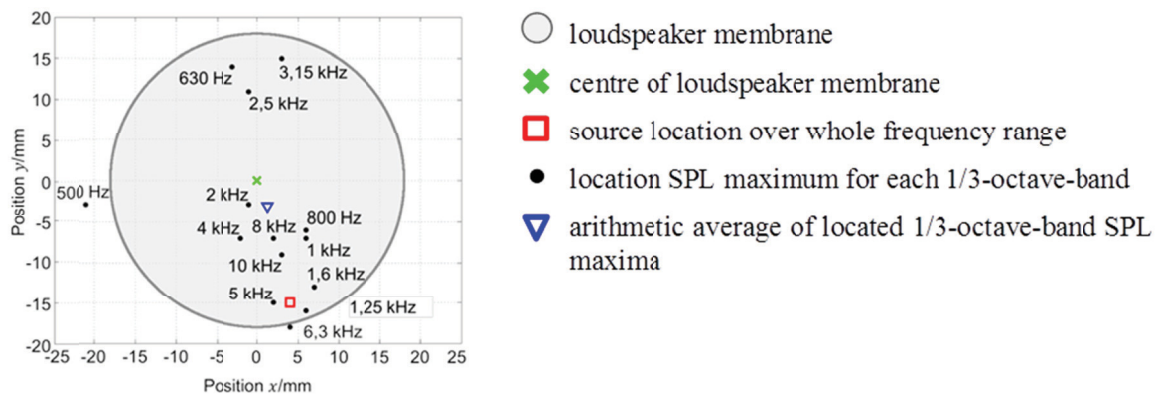 20
15
10
5
0
-5
-10
-15
-20
Position y/mm
-25 -20 -15 -10 -5 0 5 10 15 20 25
Position x/mm
630 Hz
3,15 kHz
2,5 kHz
500 Hz
2 kHz
4 kHz
8 kHz
800 Hz
1 kHz
10 kHz
1,6 kHz
5 kHz
1,25 kHz
6,3 kHz
loudspeaker membrane
centre of loudspeaker membrane
source location over whole frequency range
location SPL maximum for each 1/3-octave-band
arithmetic average of located 1/3-octave-band SPL
maxima